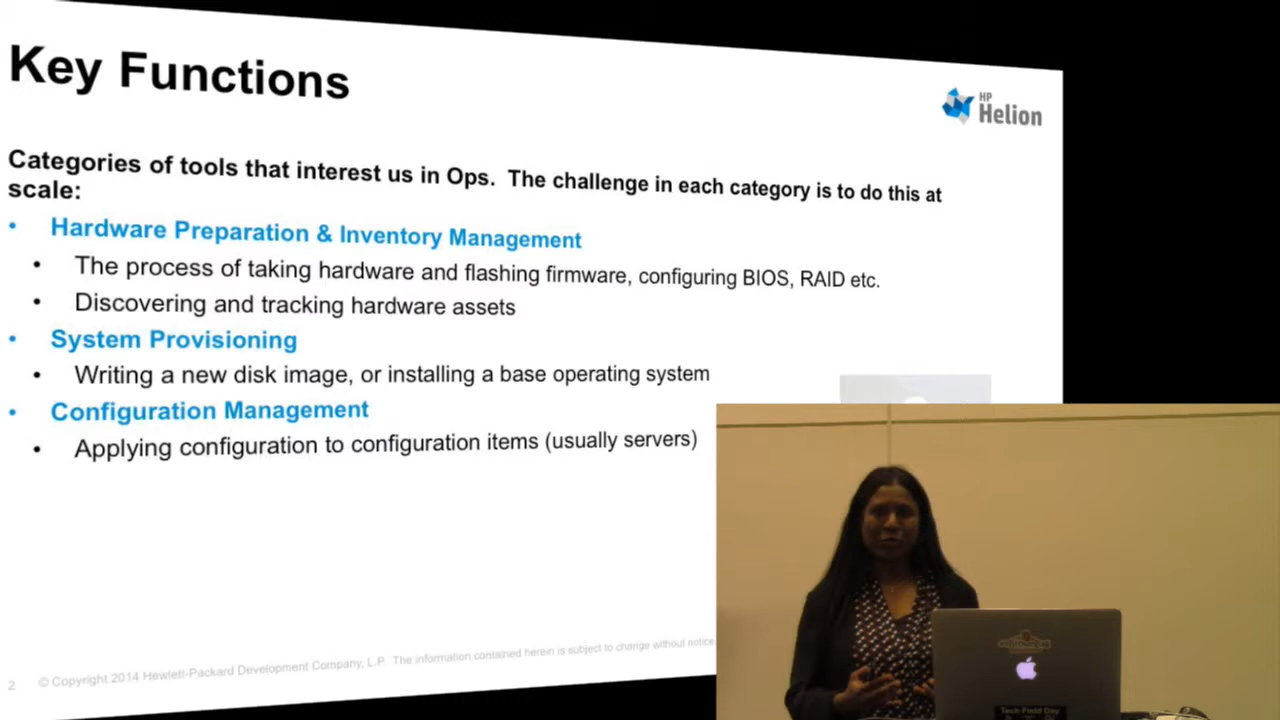 Key Functions
HP
Helion
Categories of tools that interest us in Ops. The challenge in each category is to do this at
scale:
• Hardware Preparation & Inventory Management
• The process of taking hardware and flashing firmware, configuring BIOS, RAID etc.
• Discovering and tracking hardware assets
• System Provisioning
• Writing a new disk image, or installing a base operating system
• Configuration Management
• Applying configuration to configuration items (usually servers)
2 © Copyright 2014 Hewlett-Packard Development Company, L.P. The information contained herein is subject to change without notice.
Tech Field Day